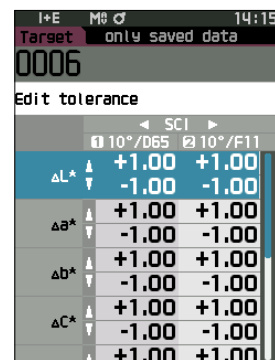 I+E M⁰ ♂ 14:15
Target only saved data
0006
Edit tolerance
◄ SCI ►
1 10°/D65 2 10°/F11
ΔL* ▲ +1.00 +1.00
▼ -1.00 -1.00
Δa* ▲ +1.00 +1.00
▼ -1.00 -1.00
Δb* ▲ +1.00 +1.00
▼ -1.00 -1.00
ΔC* ▲ +1.00 +1.00
▼ -1.00 -1.00
▲ +1.00 +1.00